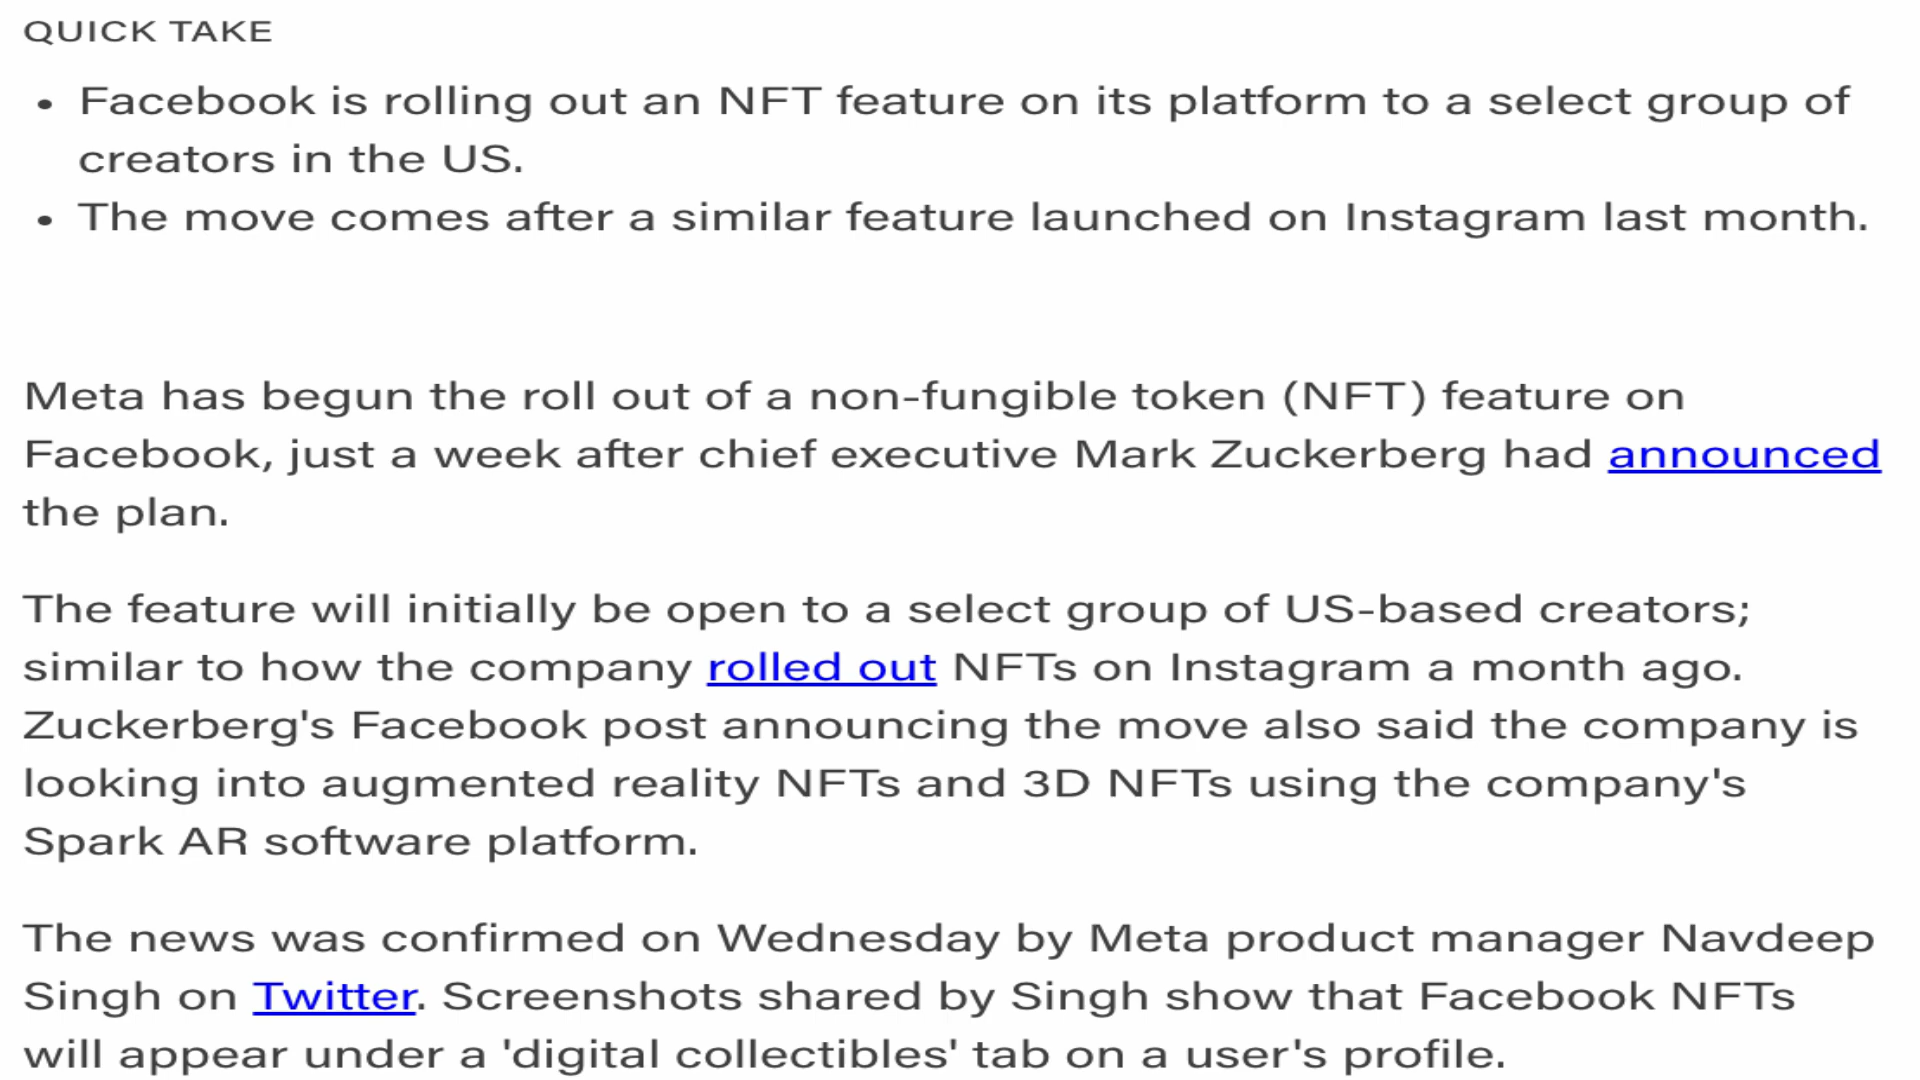 QUICK TAKE
• Facebook is rolling out an NFT feature on its platform to a select group of
creators in the US.
• The move comes after a similar feature launched on Instagram last month.
Meta has begun the roll out of a non-fungible token (NFT) feature on
Facebook, just a week after chief executive Mark Zuckerberg had announced
the plan.
The feature will initially be open to a select group of US-based creators;
similar to how the company rolled out NFTs on Instagram a month ago.
Zuckerberg's Facebook post announcing the move also said the company is
looking into augmented reality NFTs and 3D NFTs using the company's
Spark AR software platform.
The news was confirmed on Wednesday by Meta product manager Navdeep
Singh on Twitter. Screenshots shared by Singh show that Facebook NFTs
will appear under a 'digital collectibles' tab on a user's profile.